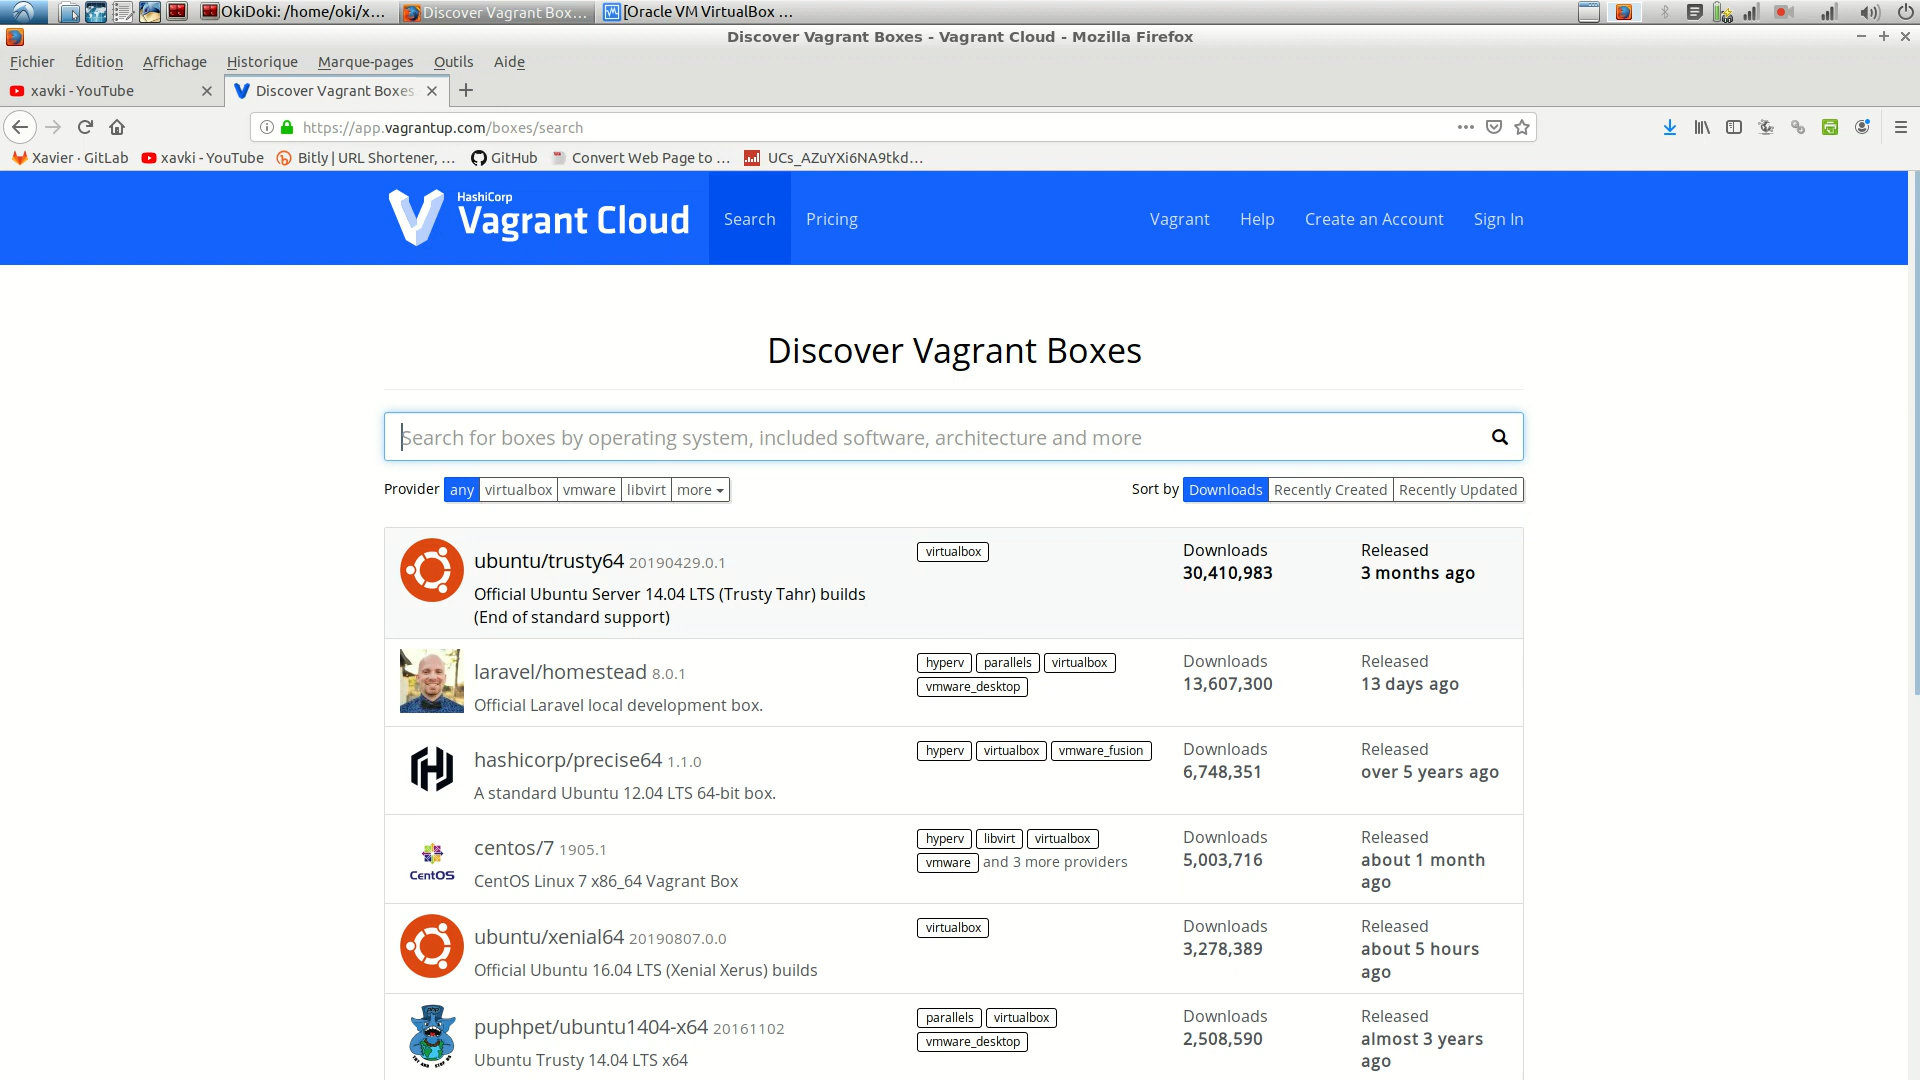 OkiDoki: /home/oki/x...
Discover Vagrant Box...
[Oracle VM VirtualBox ...
Discover Vagrant Boxes - Vagrant Cloud - Mozilla Firefox
Fichier Édition Affichage Historique Marque-pages Outils Aide
xavki - YouTube
Discover Vagrant Boxes
https://app.vagrantup.com/boxes/search
Xavier · GitLab
xavki - YouTube
Bitly | URL Shortener, ...
GitHub
Convert Web Page to ...
UCs_AZuYXi6NA9tkd...
HashiCorp
Vagrant Cloud
Search Pricing
Vagrant Help Create an Account Sign In
Discover Vagrant Boxes
Search for boxes by operating system, included software, architecture and more
Provider any virtualbox vmware libvirt more
Sort by Downloads Recently Created Recently Updated
ubuntu/trusty64 20190429.0.1
Official Ubuntu Server 14.04 LTS (Trusty Tahr) builds
(End of standard support)
virtualbox
Downloads
30,410,983
Released
3 months ago
laravel/homestead 8.0.1
Official Laravel local development box.
hyperv parallels virtualbox
vmware_desktop
Downloads
13,607,300
Released
13 days ago
hashicorp/precise64 1.1.0
A standard Ubuntu 12.04 LTS 64-bit box.
hyperv virtualbox vmware_fusion
Downloads
6,748,351
Released
over 5 years ago
CentOS
centos/7 1905.1
CentOS Linux 7 x86_64 Vagrant Box
hyperv libvirt virtualbox
vmware and 3 more providers
Downloads
5,003,716
Released
about 1 month
ago
ubuntu/xenial64 20190807.0.0
Official Ubuntu 16.04 LTS (Xenial Xerus) builds
virtualbox
Downloads
3,278,389
Released
about 5 hours
ago
puphpet/ubuntu1404-x64 20161102
Ubuntu Trusty 14.04 LTS x64
parallels virtualbox
vmware_desktop
Downloads
2,508,590
Released
almost 3 years
ago